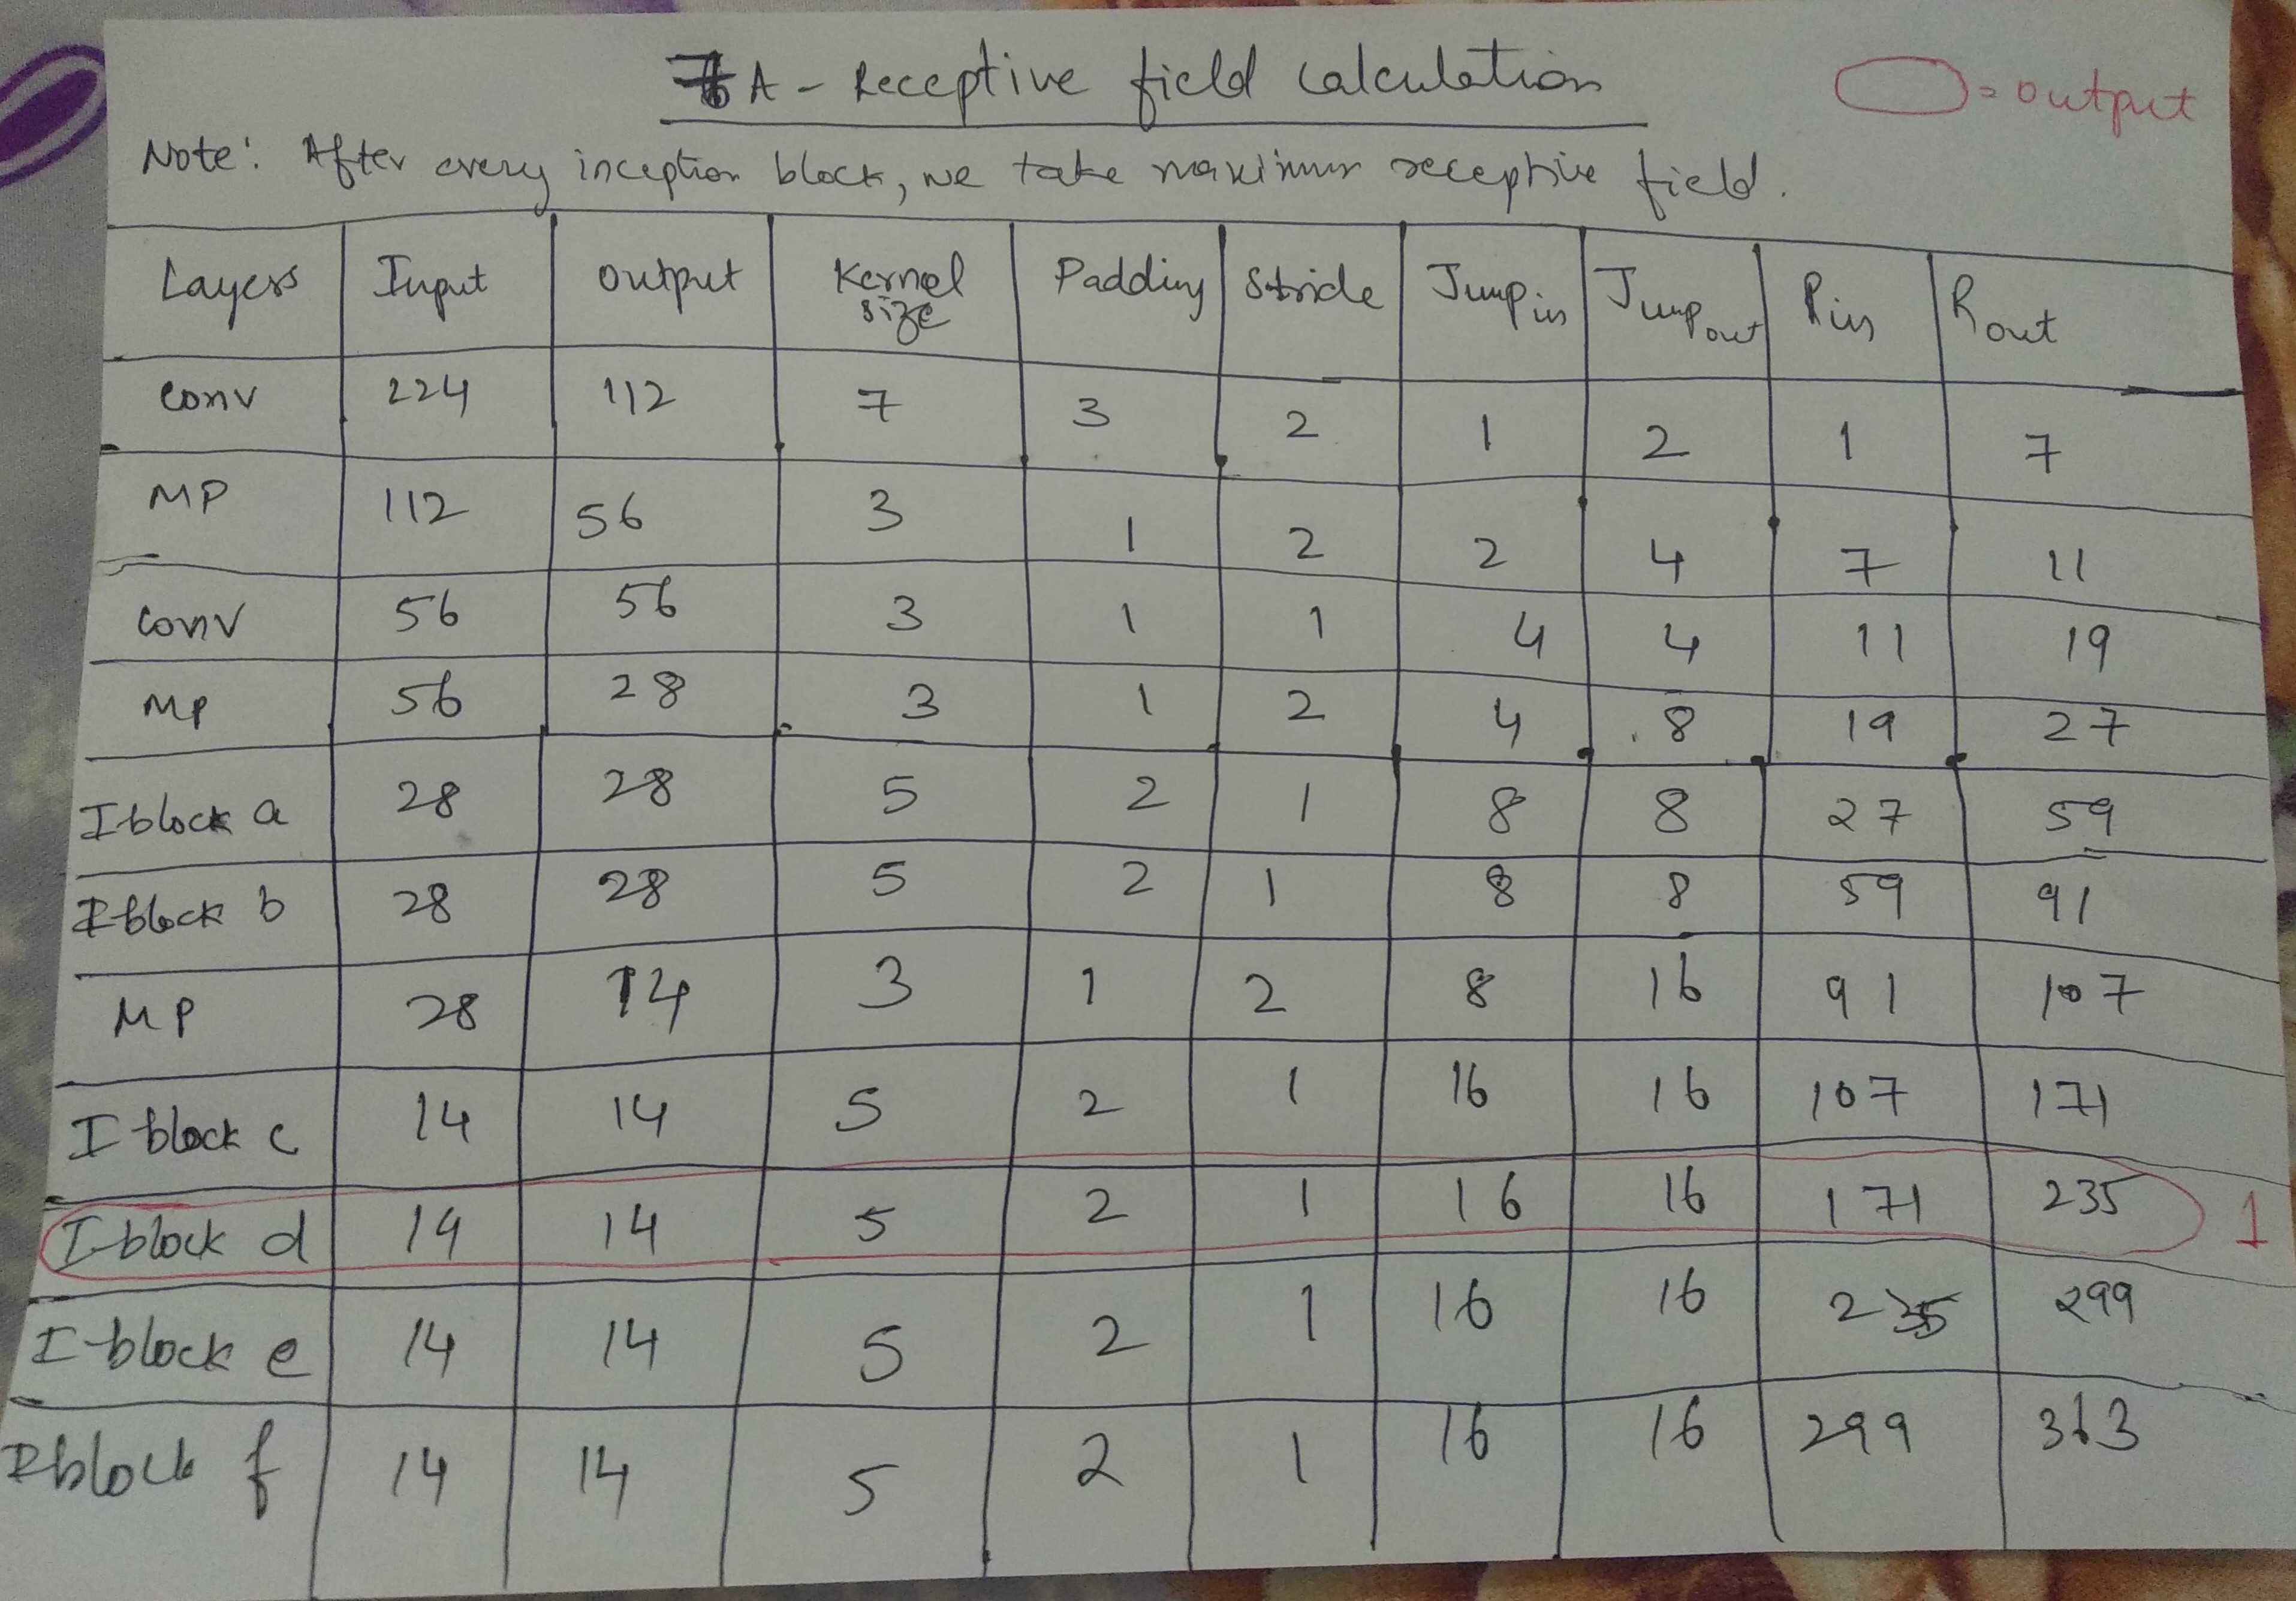 7A - Receptive field calculation
= output
Note: After every inception block, we take maximum receptive field.
Layers Input output Kernel size Padding Stride Jump in Jump out Rin Rout
conv 224 112 7 3 2 1 2 1 7
MP 112 56 3 1 2 2 4 7 11
conv 56 56 3 1 1 4 4 11 19
MP 56 28 3 1 2 4 8 19 27
I-block a 28 28 5 2 1 8 8 27 59
I-block b 28 28 5 2 1 8 8 59 91
MP 28 14 3 1 2 8 16 91 107
I-block c 14 14 5 2 1 16 16 107 171
I-block d 14 14 5 2 1 16 16 171 235 1
I-block e 14 14 5 2 1 16 16 235 299
I-block f 14 14 5 2 1 16 16 299 363